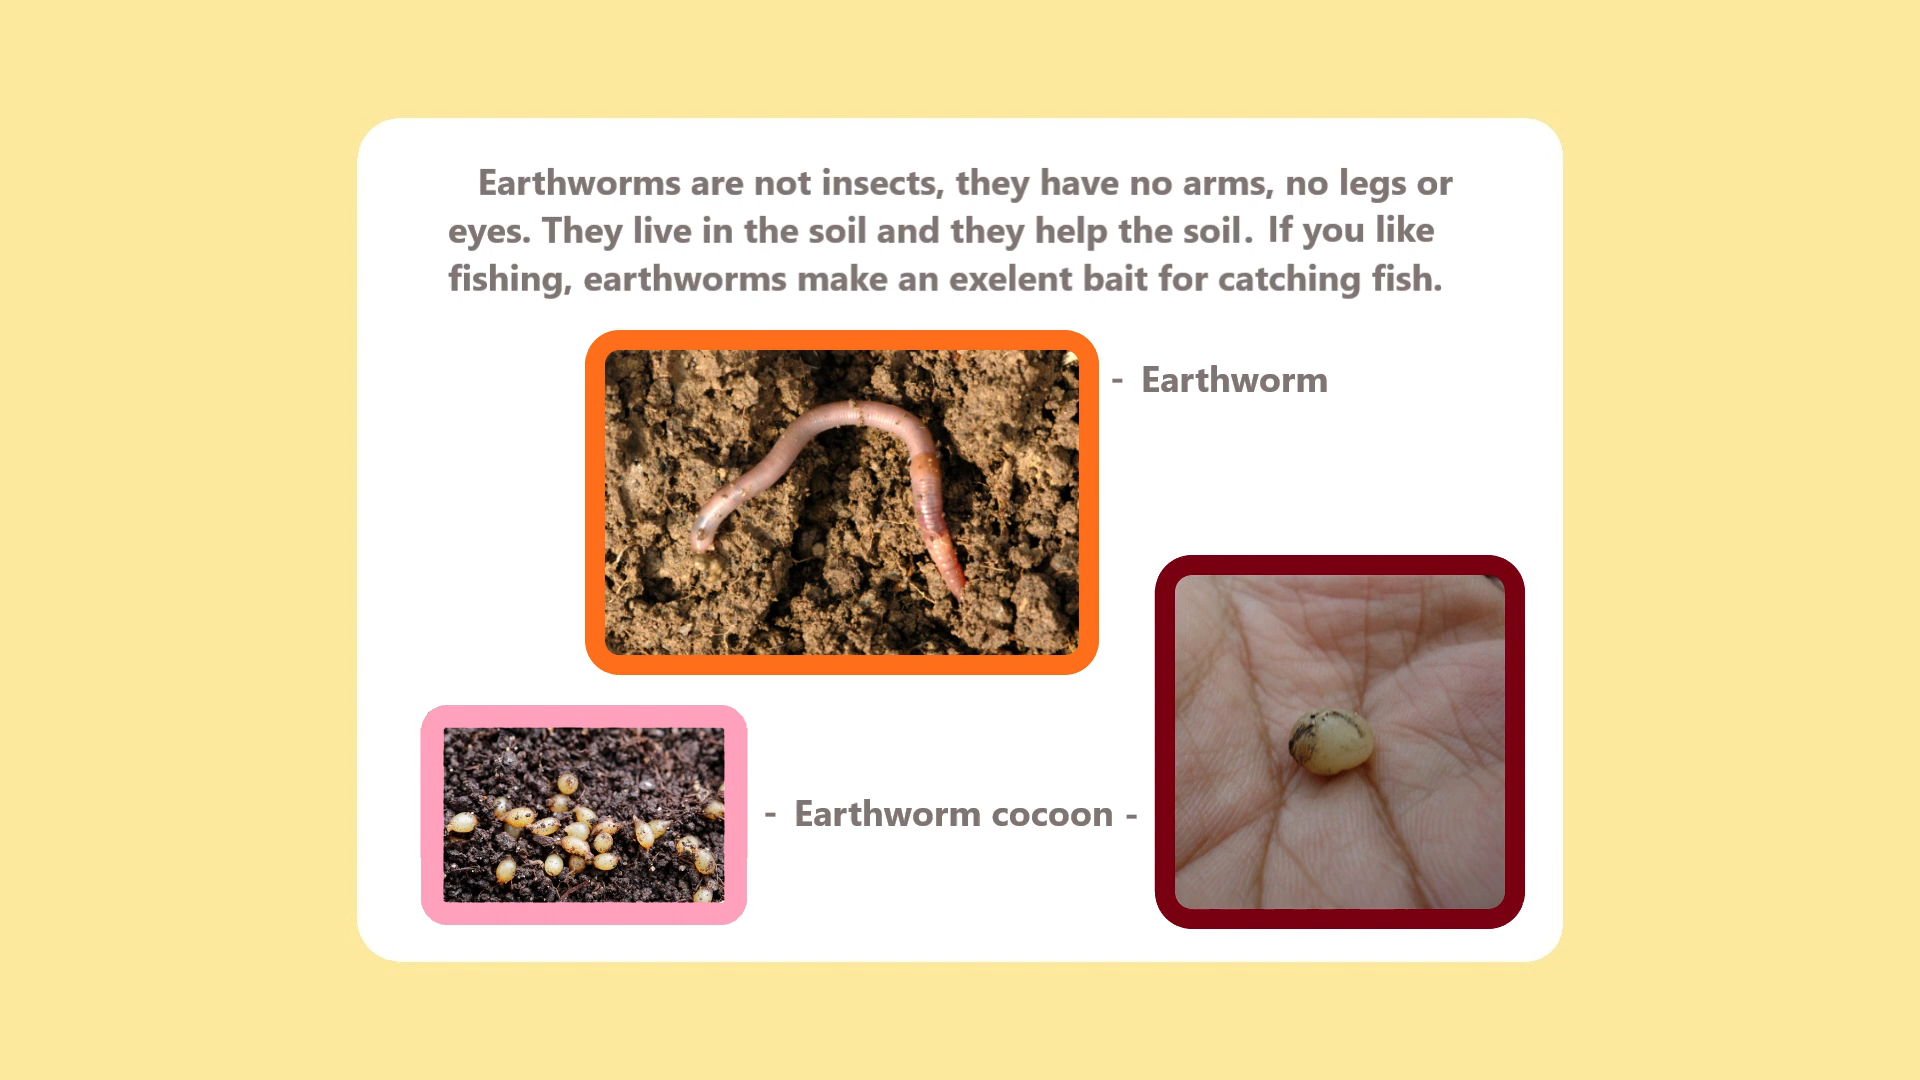 Earthworms are not insects, they have no arms, no legs or
eyes. They live in the soil and they help the soil. If you like
fishing, earthworms make an exelent bait for catching fish.
- Earthworm
- Earthworm cocoon -